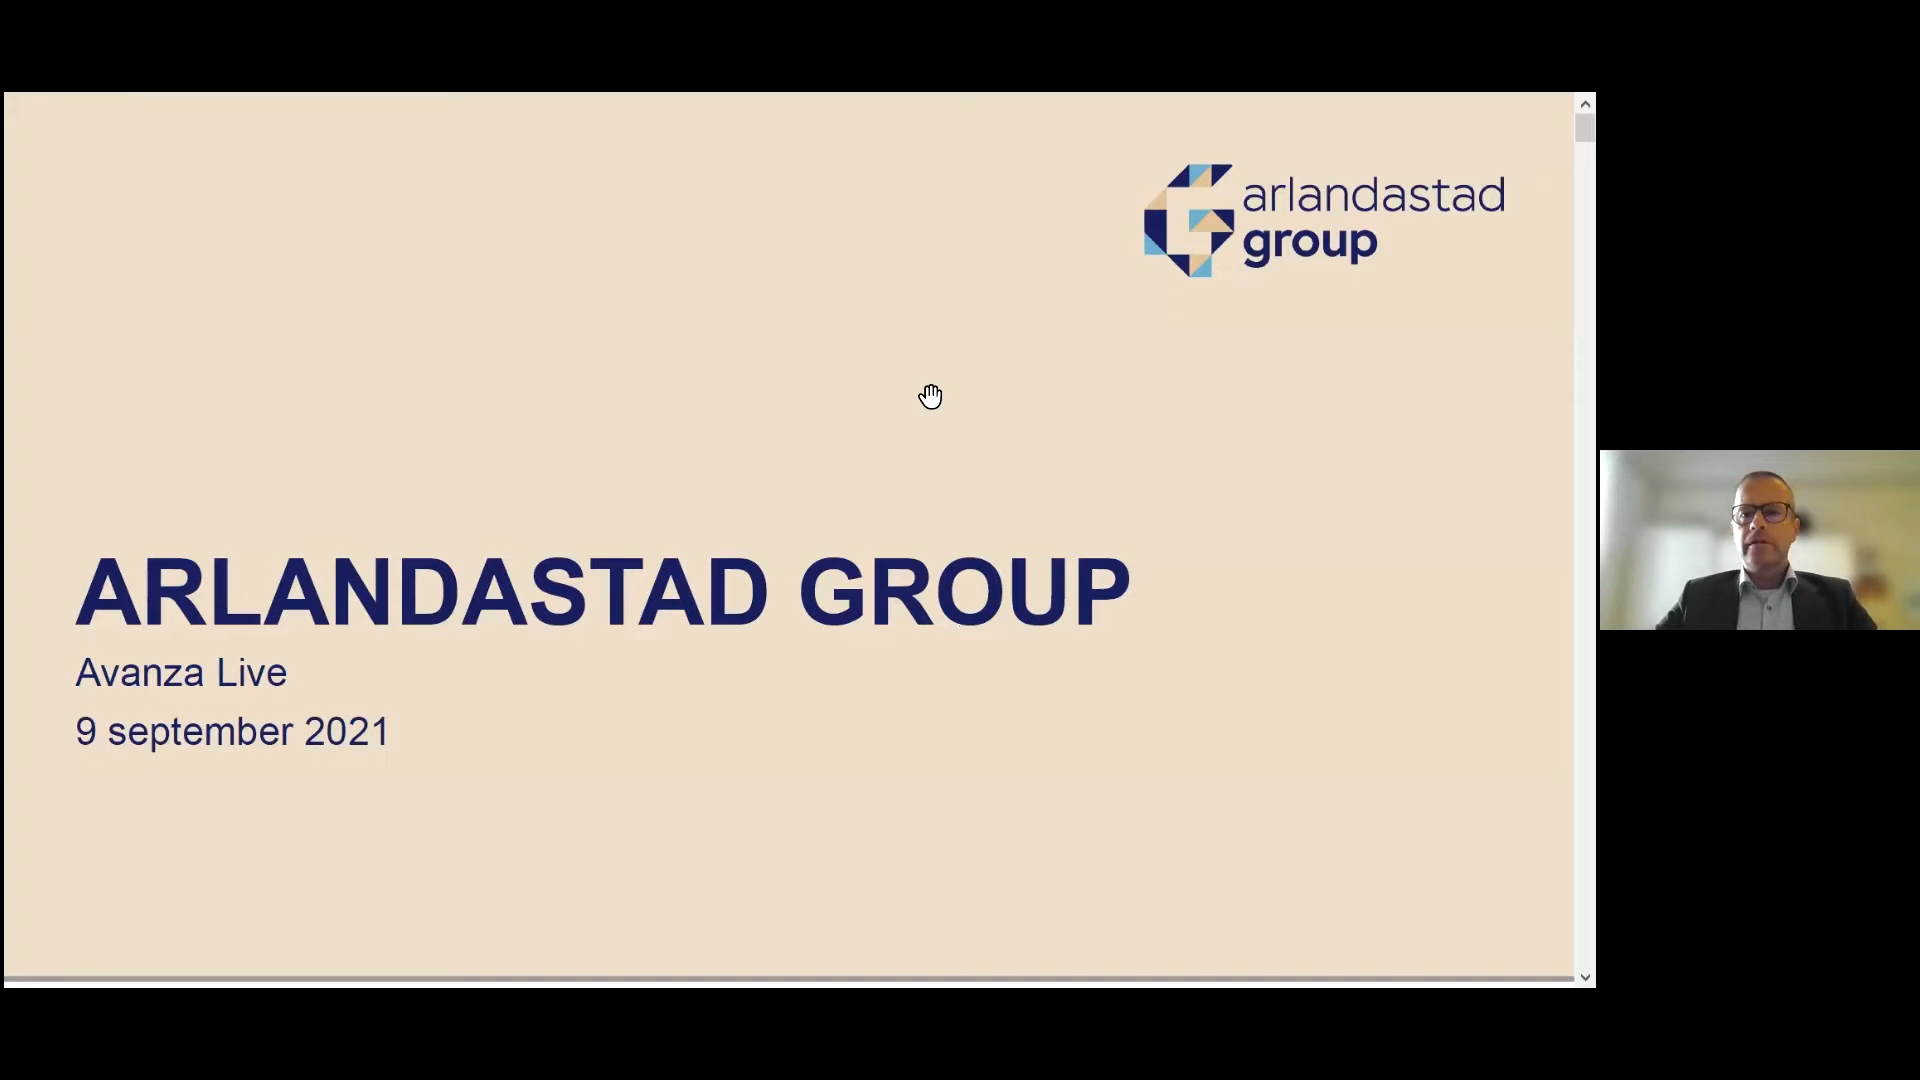 arlandastad
group
ARLANDASTAD GROUP
Avanza Live
9 september 2021